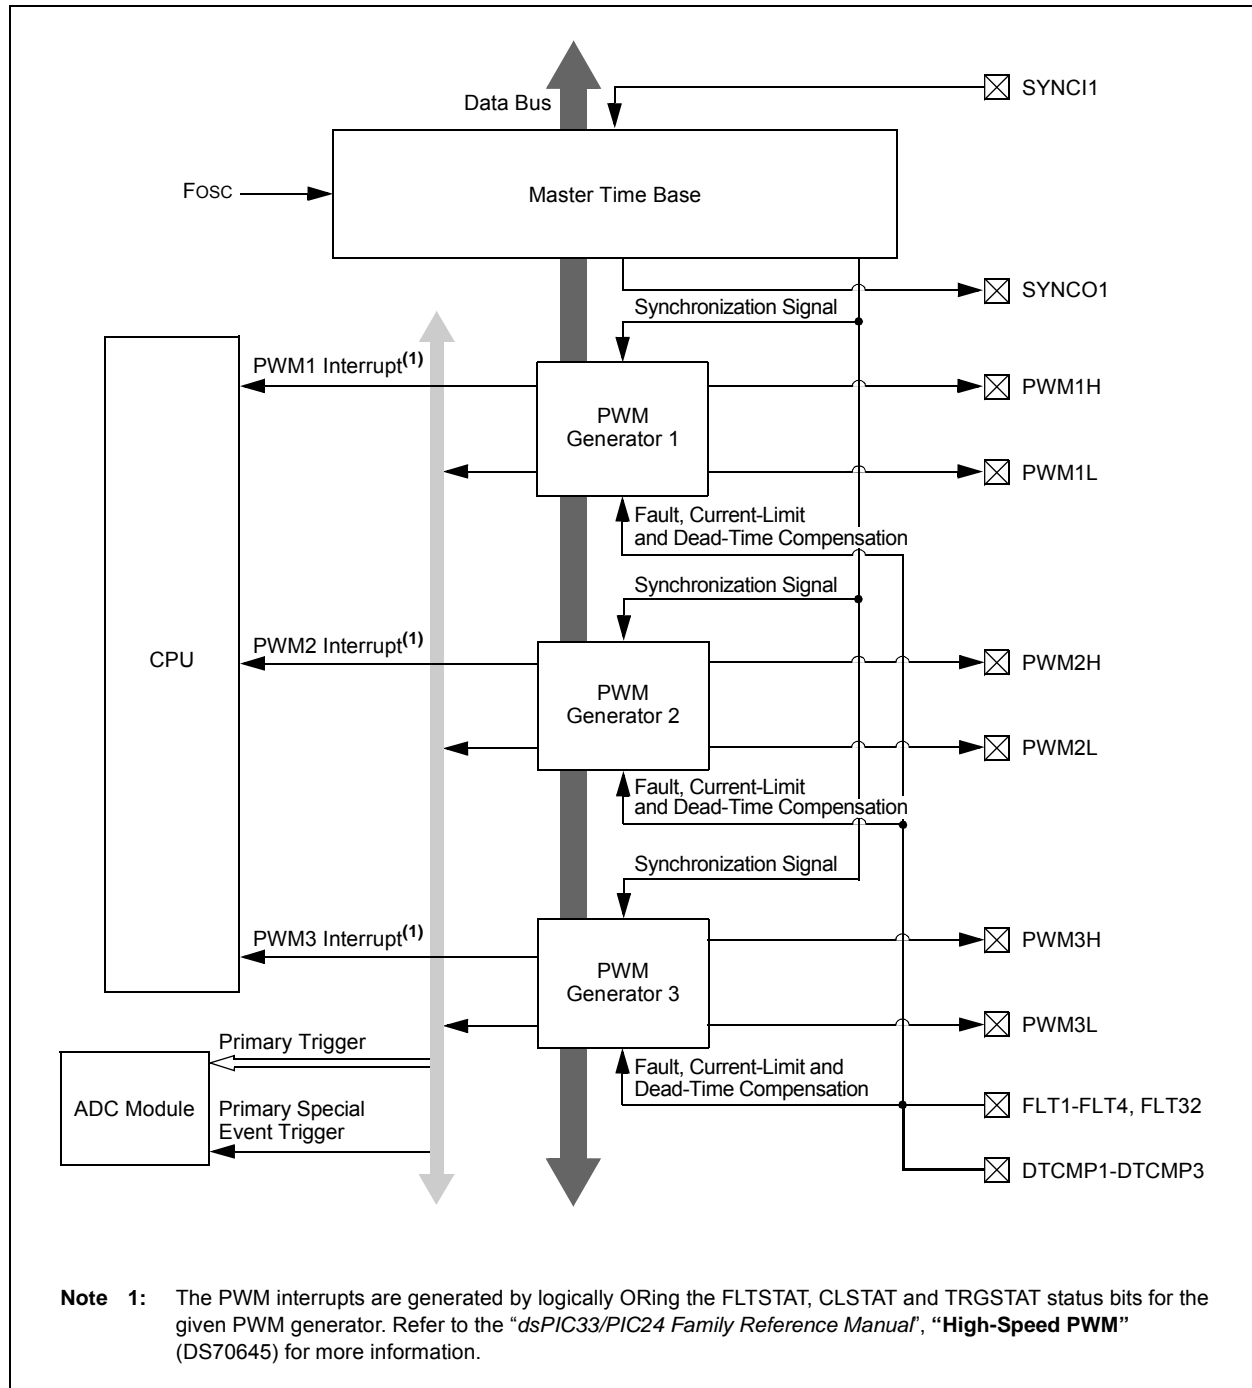 Data Bus
SYNCI1
FOSC
Master Time Base
SYNCO1
Synchronization Signal
PWM1 Interrupt(1)
PWM
Generator 1
PWM1H
PWM1L
Fault, Current-Limit
and Dead-Time Compensation
Synchronization Signal
CPU
PWM2 Interrupt(1)
PWM
Generator 2
PWM2H
PWM2L
Fault, Current-Limit
and Dead-Time Compensation
Synchronization Signal
PWM3 Interrupt(1)
PWM
Generator 3
PWM3H
PWM3L
Primary Trigger
Fault, Current-Limit and
Dead-Time Compensation
ADC Module
Primary Special
Event Trigger
FLT1-FLT4, FLT32
DTCMP1-DTCMP3
Note 1: The PWM interrupts are generated by logically ORing the FLTSTAT, CLSTAT and TRGSTAT status bits for the
given PWM generator. Refer to the “dsPIC33/PIC24 Family Reference Manual”, “High-Speed PWM”
(DS70645) for more information.